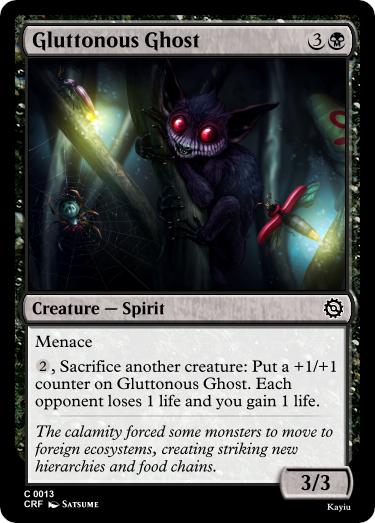 Gluttonous Ghost 3
Creature — Spirit
Menace
2, Sacrifice another creature: Put a +1/+1
counter on Gluttonous Ghost. Each
opponent loses 1 life and you gain 1 life.
The calamity forced some monsters to move to
foreign ecosystems, creating striking new
hierarchies and food chains.
3/3
C 0013
CRF SATSUME
Kayiu